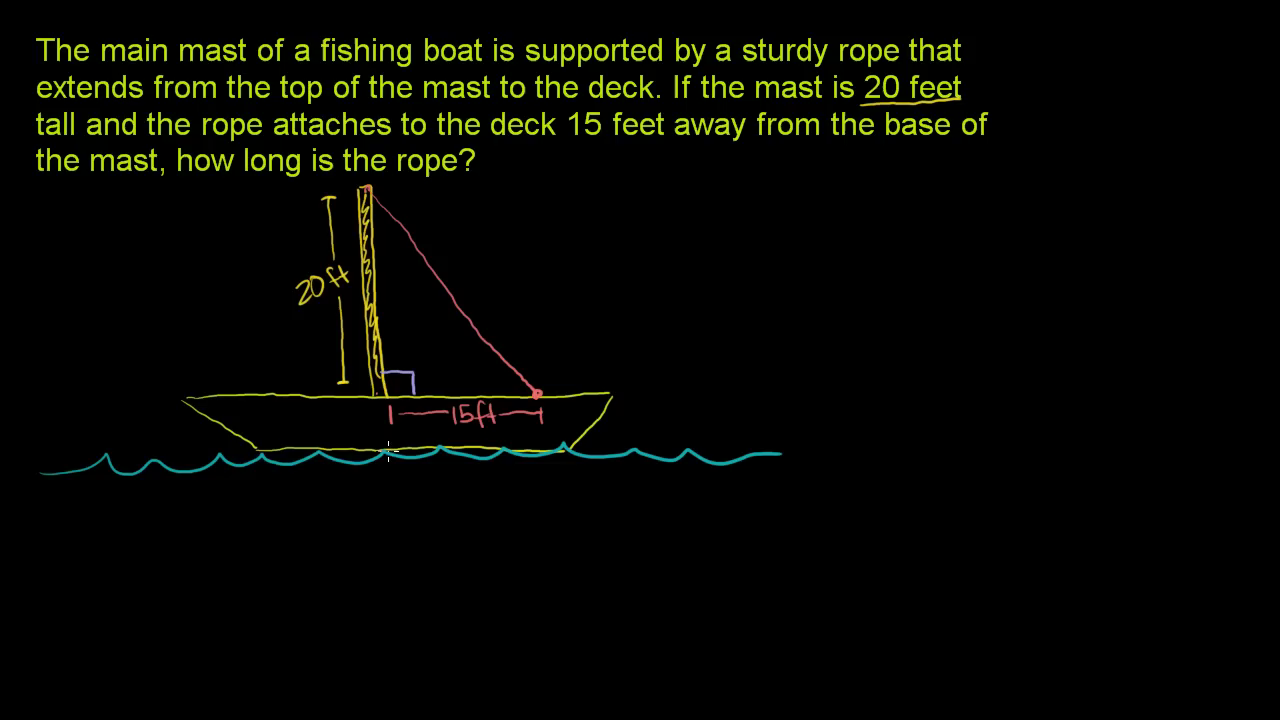 The main mast of a fishing boat is supported by a sturdy rope that
extends from the top of the mast to the deck. If the mast is 20 feet
tall and the rope attaches to the deck 15 feet away from the base of
the mast, how long is the rope?
20ft
15ft